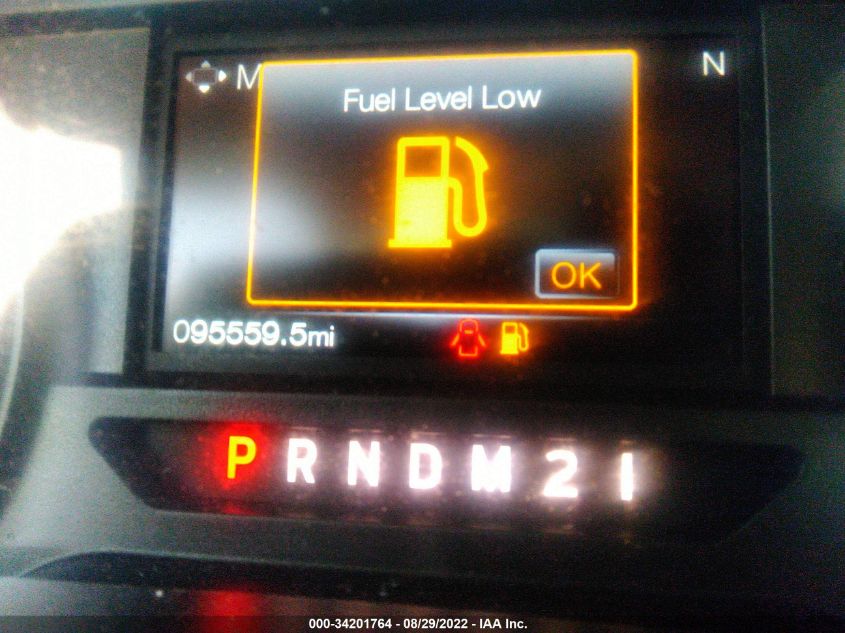 M N
Fuel Level Low
OK
095559.5mi
P R N D M 2 1
000-34201764 - 08/29/2022 - IAA Inc.